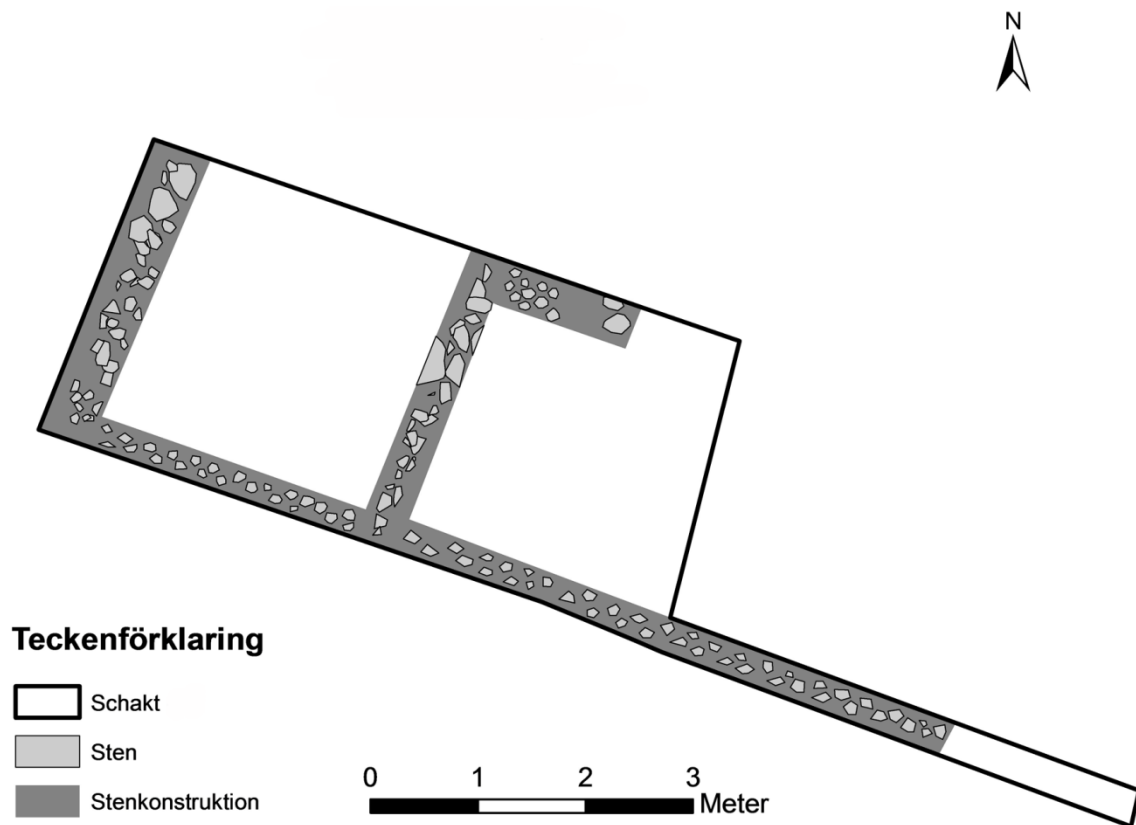 N
Teckenförklaring
Schakt
Sten
Stenkonstruktion
0 1 2 3
Meter